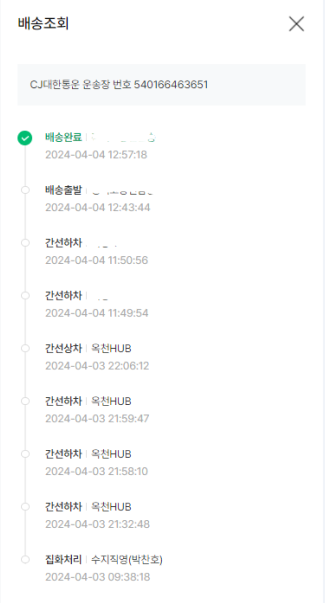 배송조회
CJ대한통운 운송장 번호 540166463651
배송완료
2024-04-04 12:57:18
배송출발
2024-04-04 12:43:44
간선하차
2024-04-04 11:50:56
간선하차
2024-04-04 11:49:54
간선상차 | 옥천HUB
2024-04-03 22:06:12
간선하차 | 옥천HUB
2024-04-03 21:59:47
간선하차 | 옥천HUB
2024-04-03 21:58:10
간선하차 | 옥천HUB
2024-04-03 21:32:48
집화처리 | 수지직영(박찬호)
2024-04-03 09:38:18